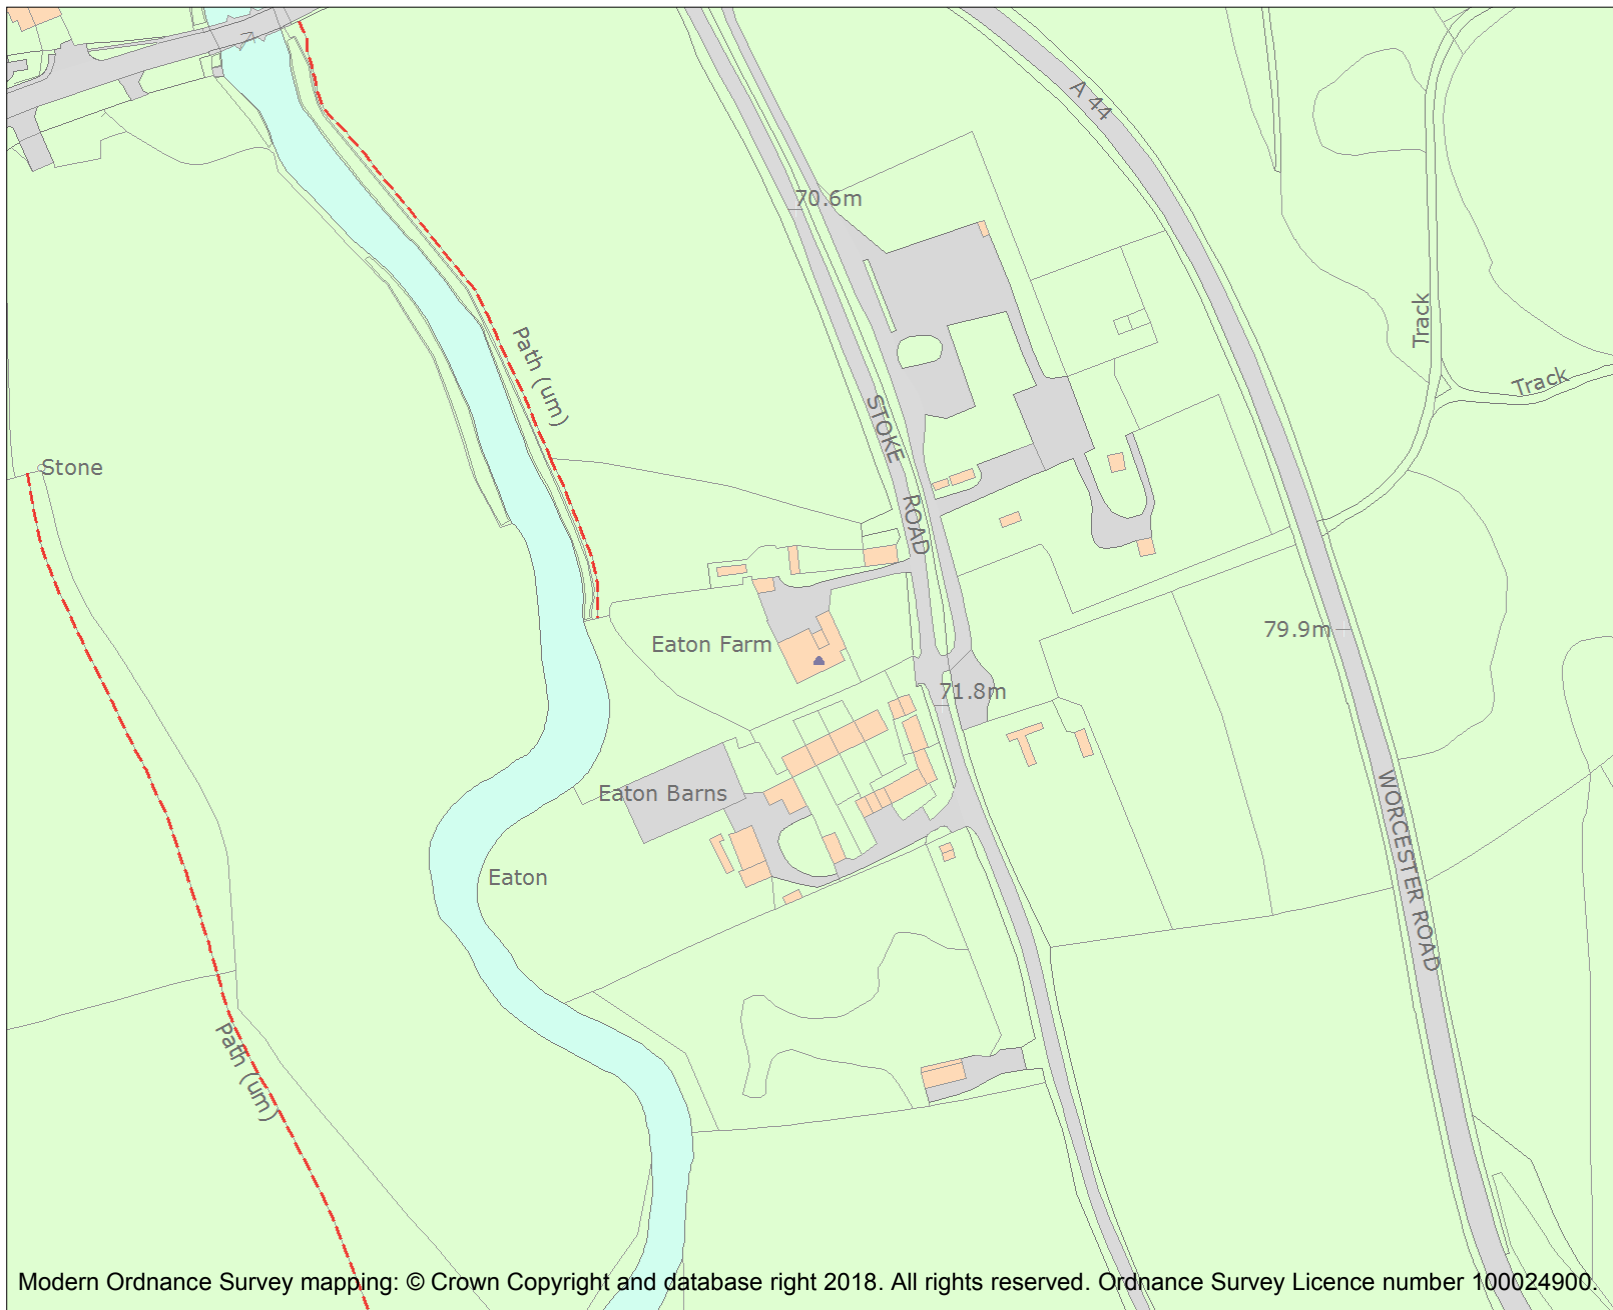 A 44
70.6m
Track
Path (um)
Track
STOKE
Stone
ROAD
79.9m
Eaton Farm
71.8m
Eaton Barns
WORCESTER ROAD
Eaton
Path (um)
Modern Ordnance Survey mapping: © Crown Copyright and database right 2018. All rights reserved. Ordnance Survey Licence number 100024900.